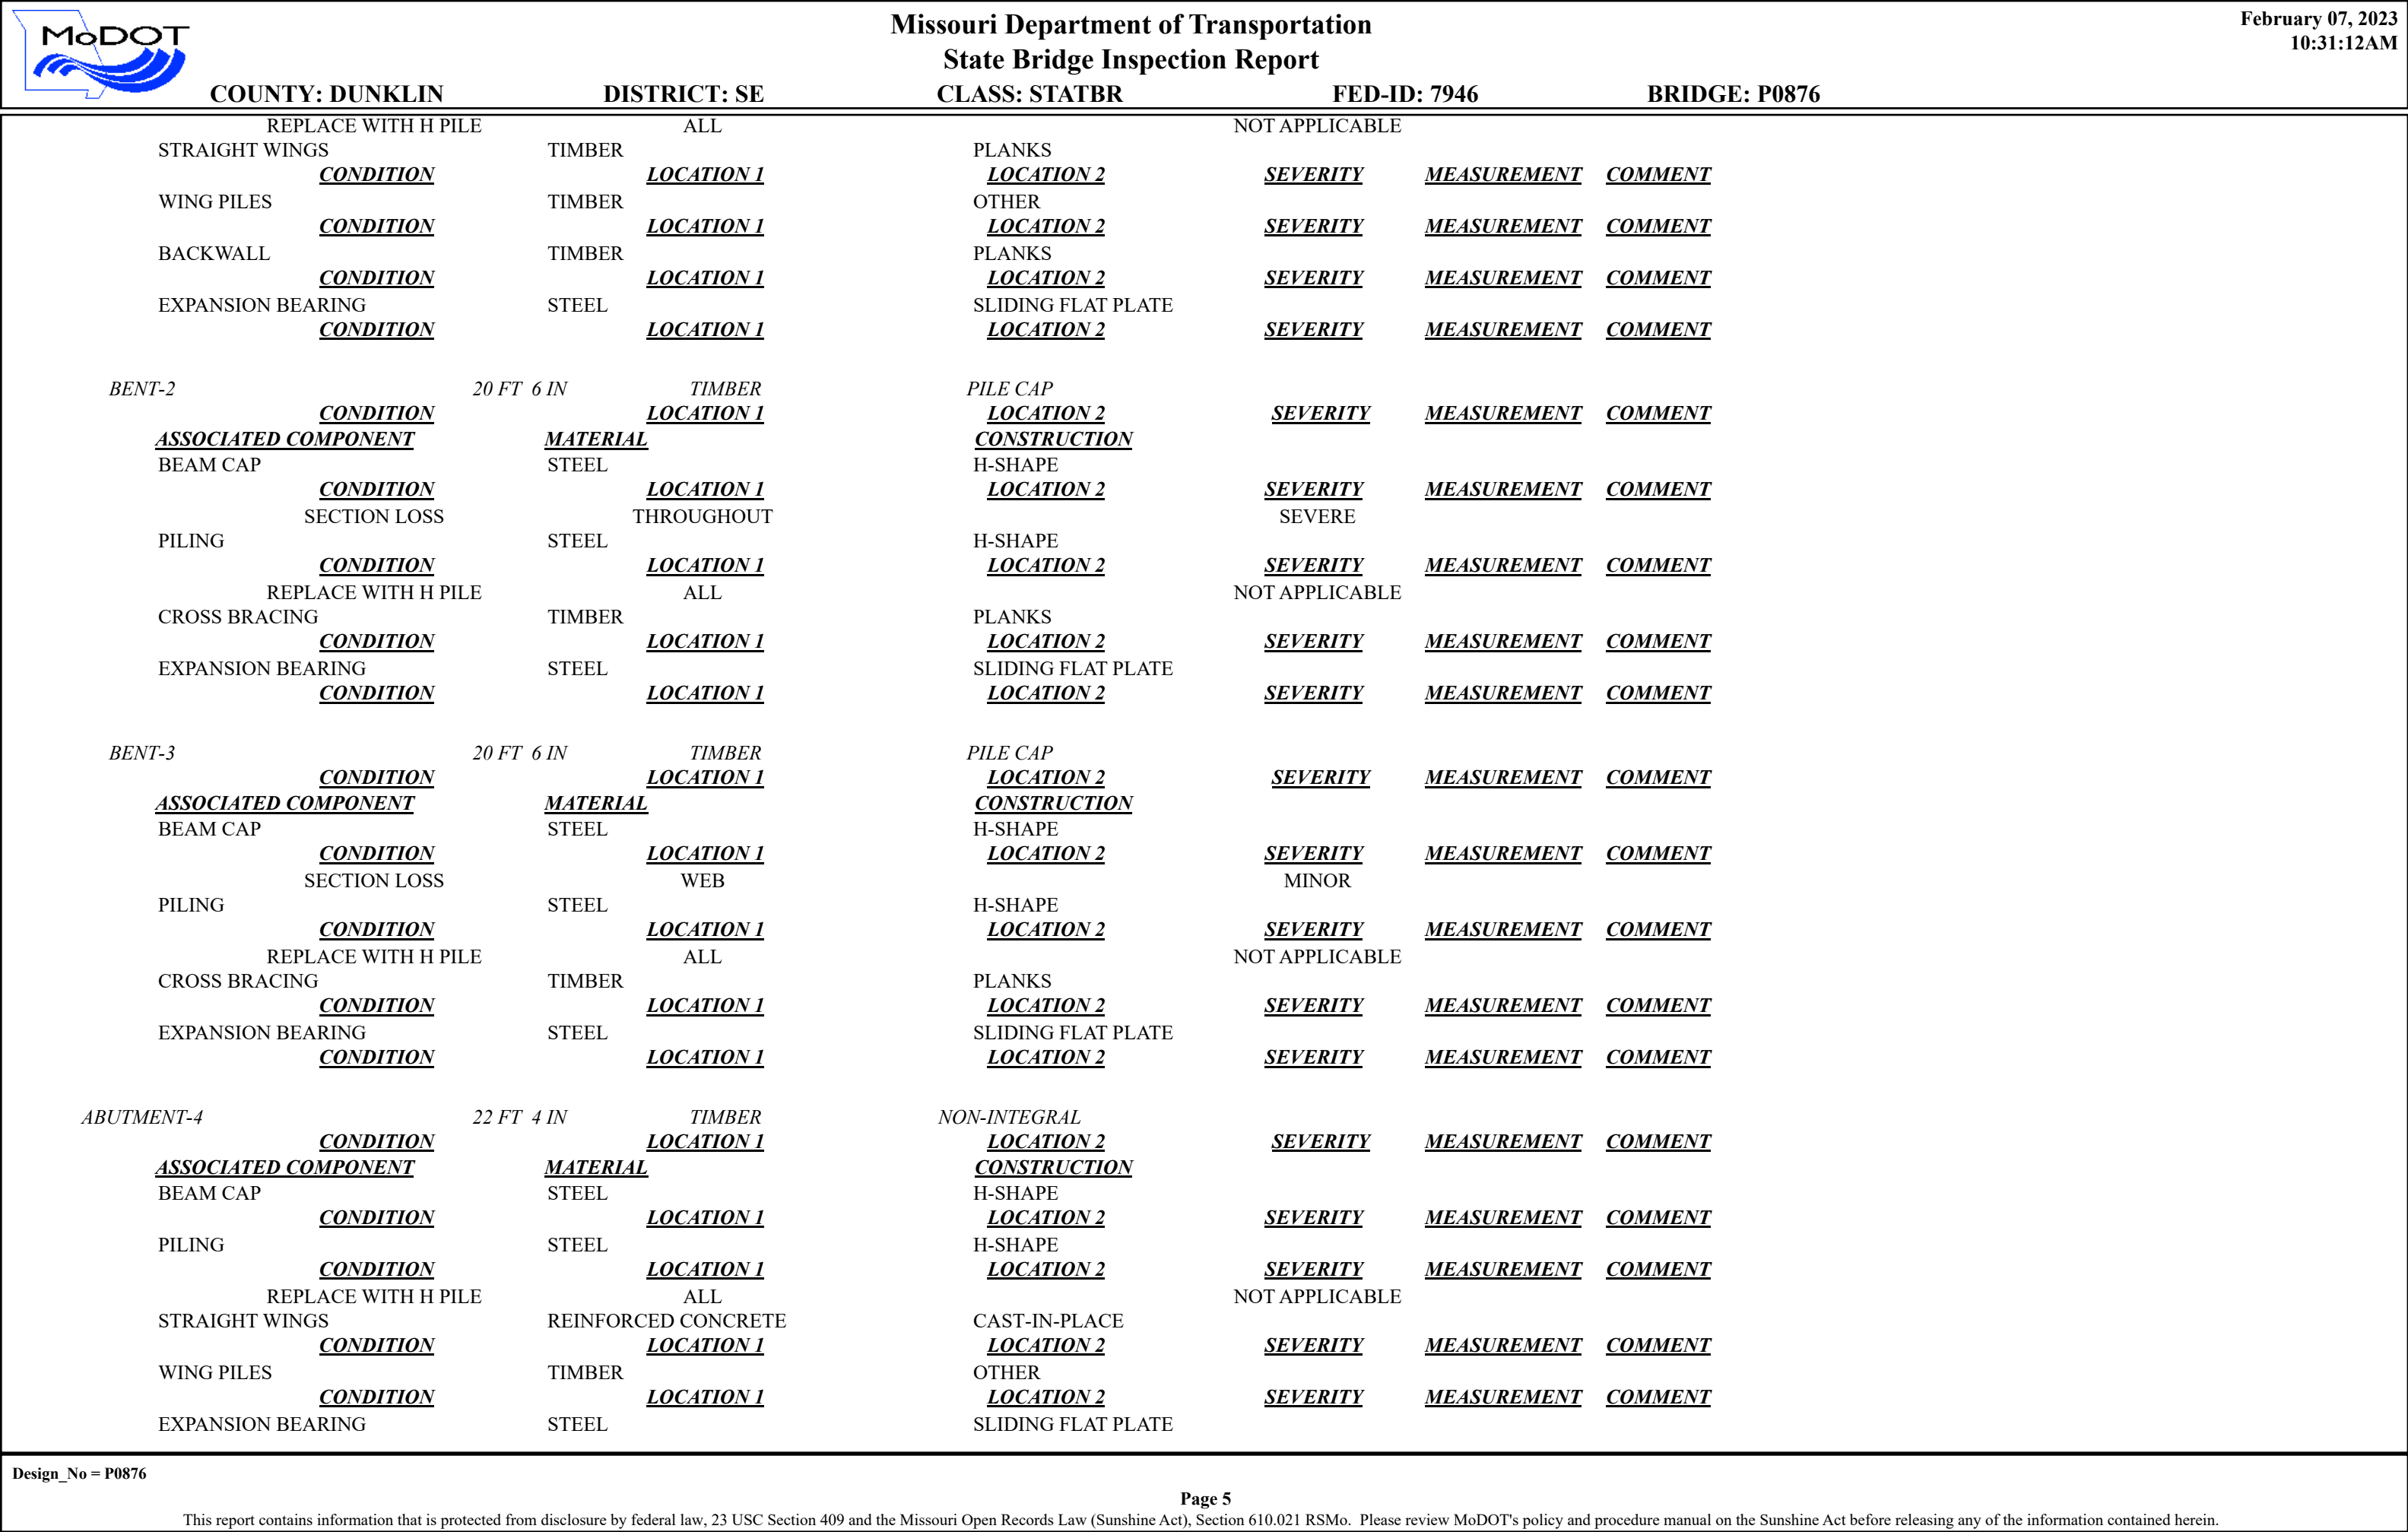 MoDOT
Missouri Department of Transportation
State Bridge Inspection Report
February 07, 2023
10:31:12AM
COUNTY: DUNKLIN DISTRICT: SE CLASS: STATBR FED-ID: 7946 BRIDGE: P0876
REPLACE WITH H PILE ALL NOT APPLICABLE
STRAIGHT WINGS TIMBER PLANKS
CONDITION LOCATION 1 LOCATION 2 SEVERITY MEASUREMENT COMMENT
WING PILES TIMBER OTHER
CONDITION LOCATION 1 LOCATION 2 SEVERITY MEASUREMENT COMMENT
BACKWALL TIMBER PLANKS
CONDITION LOCATION 1 LOCATION 2 SEVERITY MEASUREMENT COMMENT
EXPANSION BEARING STEEL SLIDING FLAT PLATE
CONDITION LOCATION 1 LOCATION 2 SEVERITY MEASUREMENT COMMENT
BENT-2 20 FT 6 IN TIMBER PILE CAP
CONDITION LOCATION 1 LOCATION 2 SEVERITY MEASUREMENT COMMENT
ASSOCIATED COMPONENT MATERIAL CONSTRUCTION
BEAM CAP STEEL H-SHAPE
CONDITION LOCATION 1 LOCATION 2 SEVERITY MEASUREMENT COMMENT
SECTION LOSS THROUGHOUT SEVERE
PILING STEEL H-SHAPE
CONDITION LOCATION 1 LOCATION 2 SEVERITY MEASUREMENT COMMENT
REPLACE WITH H PILE ALL NOT APPLICABLE
CROSS BRACING TIMBER PLANKS
CONDITION LOCATION 1 LOCATION 2 SEVERITY MEASUREMENT COMMENT
EXPANSION BEARING STEEL SLIDING FLAT PLATE
CONDITION LOCATION 1 LOCATION 2 SEVERITY MEASUREMENT COMMENT
BENT-3 20 FT 6 IN TIMBER PILE CAP
CONDITION LOCATION 1 LOCATION 2 SEVERITY MEASUREMENT COMMENT
ASSOCIATED COMPONENT MATERIAL CONSTRUCTION
BEAM CAP STEEL H-SHAPE
CONDITION LOCATION 1 LOCATION 2 SEVERITY MEASUREMENT COMMENT
SECTION LOSS WEB MINOR
PILING STEEL H-SHAPE
CONDITION LOCATION 1 LOCATION 2 SEVERITY MEASUREMENT COMMENT
REPLACE WITH H PILE ALL NOT APPLICABLE
CROSS BRACING TIMBER PLANKS
CONDITION LOCATION 1 LOCATION 2 SEVERITY MEASUREMENT COMMENT
EXPANSION BEARING STEEL SLIDING FLAT PLATE
CONDITION LOCATION 1 LOCATION 2 SEVERITY MEASUREMENT COMMENT
ABUTMENT-4 22 FT 4 IN TIMBER NON-INTEGRAL
CONDITION LOCATION 1 LOCATION 2 SEVERITY MEASUREMENT COMMENT
ASSOCIATED COMPONENT MATERIAL CONSTRUCTION
BEAM CAP STEEL H-SHAPE
CONDITION LOCATION 1 LOCATION 2 SEVERITY MEASUREMENT COMMENT
PILING STEEL H-SHAPE
CONDITION LOCATION 1 LOCATION 2 SEVERITY MEASUREMENT COMMENT
REPLACE WITH H PILE ALL NOT APPLICABLE
STRAIGHT WINGS REINFORCED CONCRETE CAST-IN-PLACE
CONDITION LOCATION 1 LOCATION 2 SEVERITY MEASUREMENT COMMENT
WING PILES TIMBER OTHER
CONDITION LOCATION 1 LOCATION 2 SEVERITY MEASUREMENT COMMENT
EXPANSION BEARING STEEL SLIDING FLAT PLATE
Design_No = P0876
Page 5
This report contains information that is protected from disclosure by federal law, 23 USC Section 409 and the Missouri Open Records Law (Sunshine Act), Section 610.021 RSMo. Please review MoDOT's policy and procedure manual on the Sunshine Act before releasing any of the information contained herein.